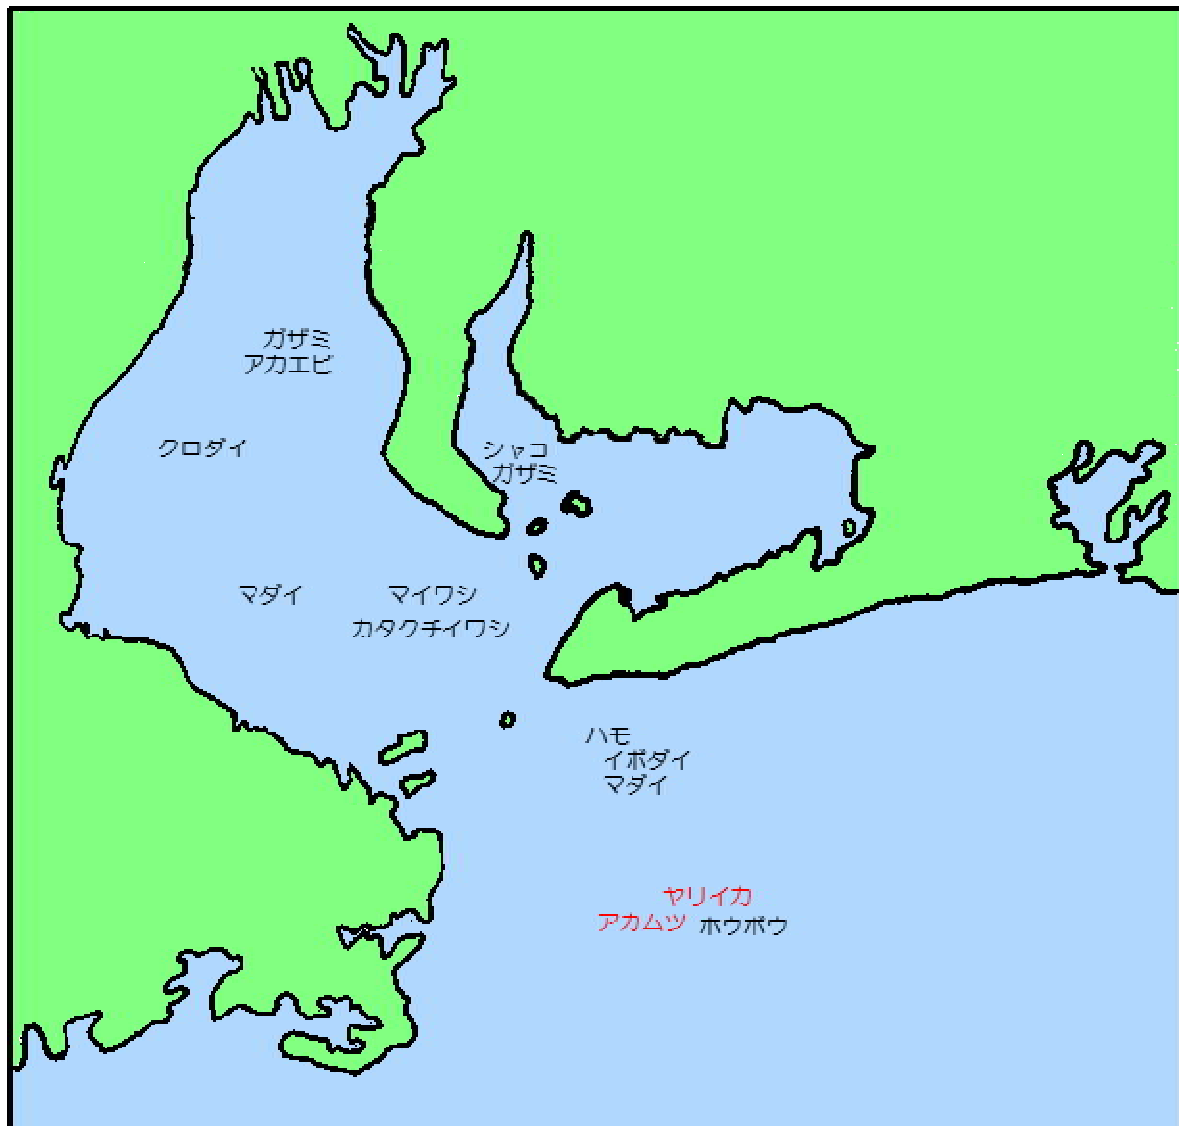 ガザミ
アカエビ
クロダイ
シャコ
ガザミ
マダイ
マイワシ
カタクチイワシ
ハモ
イボダイ
マダイ
ヤリイカ
アカムツ ホウボウ